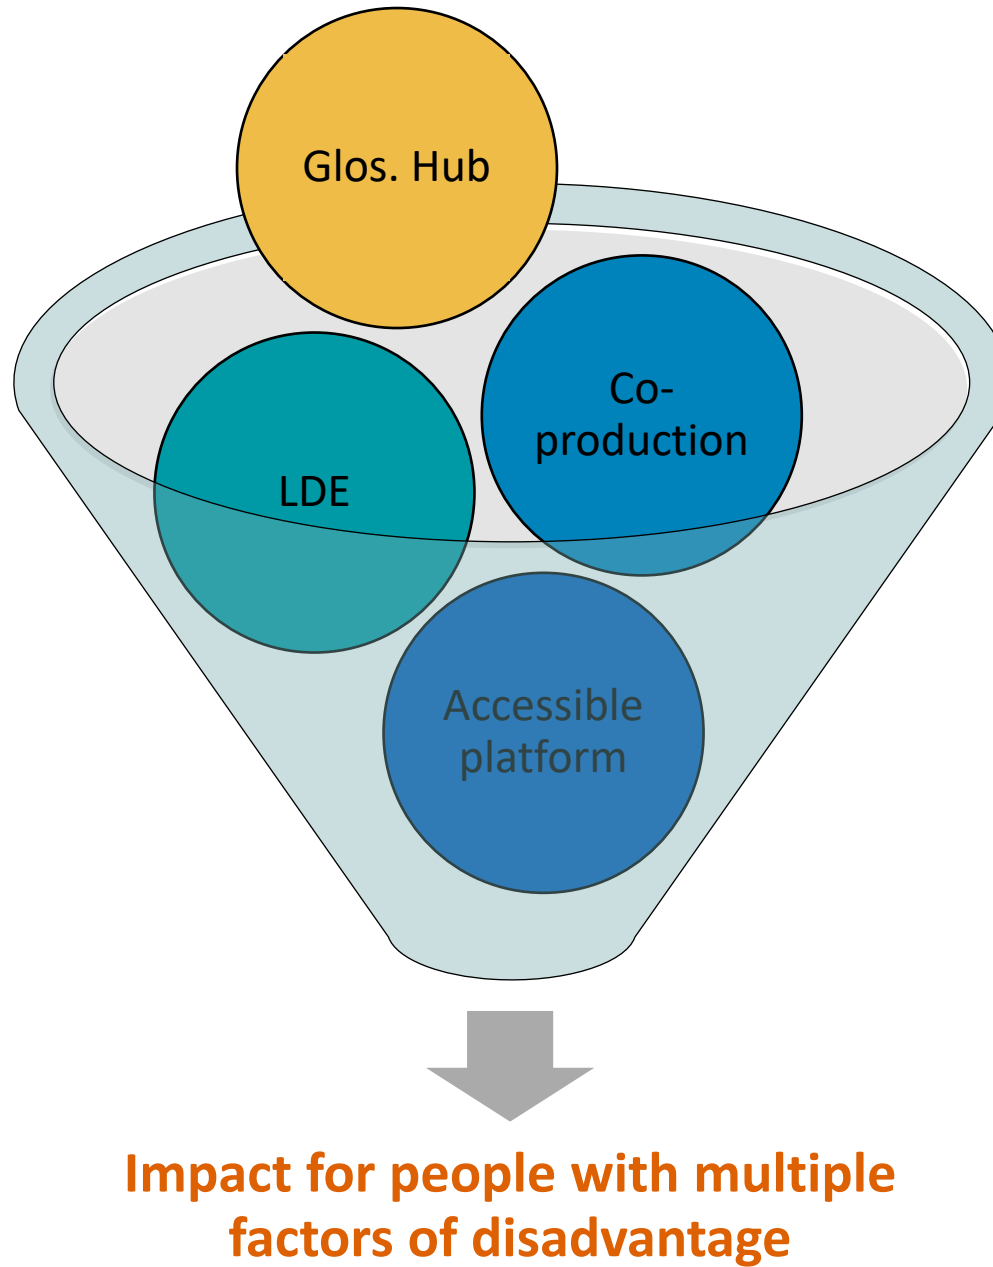 Glos. Hub
Co-
production
LDE
Accessible
platform
Impact for people with multiple
factors of disadvantage